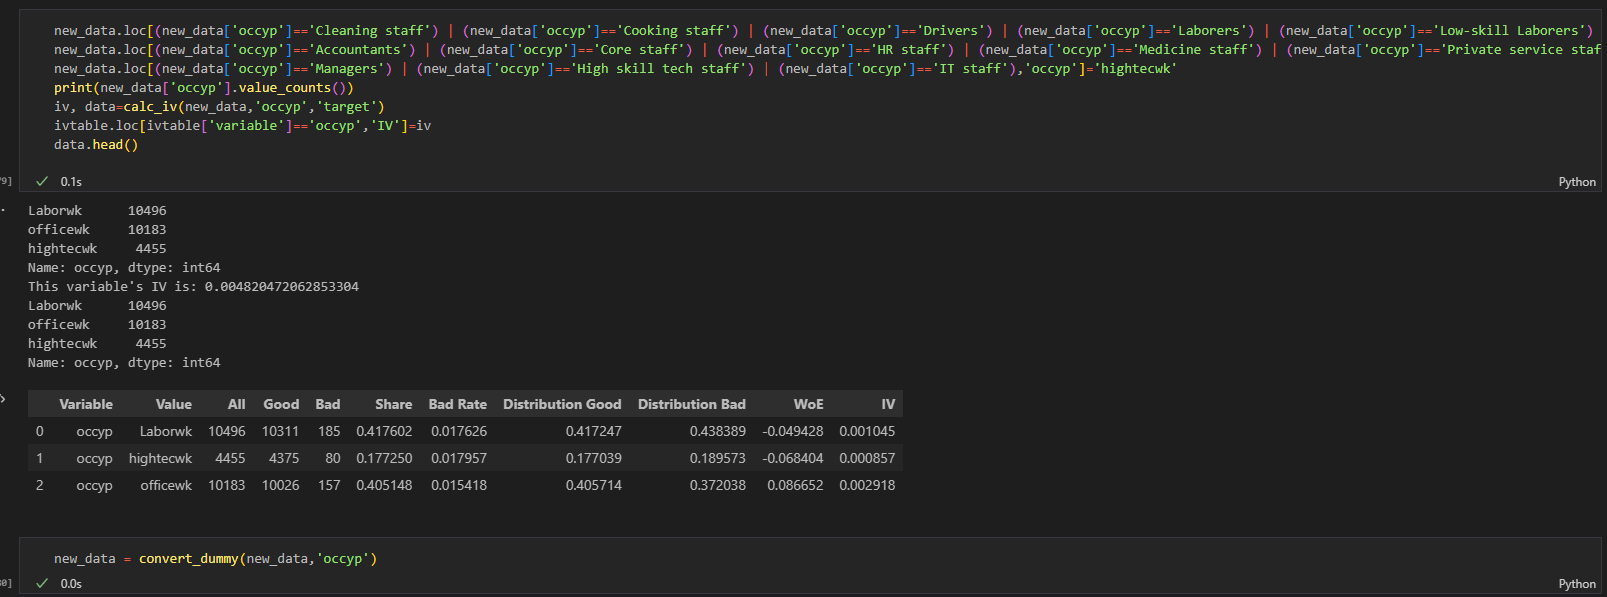 new_data.loc[(new_data['occyp']=='Cleaning staff') | (new_data['occyp']=='Cooking staff') | (new_data['occyp']=='Drivers') | (new_data['occyp']=='Laborers') | (new_data['occyp']=='Low-skill Laborers')
new_data.loc[(new_data['occyp']=='Accountants') | (new_data['occyp']=='Core staff') | (new_data['occyp']=='HR staff') | (new_data['occyp']=='Medicine staff') | (new_data['occyp']=='Private service staf
new_data.loc[(new_data['occyp']=='Managers') | (new_data['occyp']=='High skill tech staff') | (new_data['occyp']=='IT staff'),'occyp']='hightecwk'
print(new_data['occyp'].value_counts())
iv, data=calc_iv(new_data,'occyp','target')
ivtable.loc[ivtable['variable']=='occyp','IV']=iv
data.head()
9] ✓ 0.1s Python
Laborwk 10496
officewk 10183
hightecwk 4455
Name: occyp, dtype: int64
This variable's IV is: 0.004820472062853304
Laborwk 10496
officewk 10183
hightecwk 4455
Name: occyp, dtype: int64
Variable Value All Good Bad Share Bad Rate Distribution Good Distribution Bad WoE IV
0 occyp Laborwk 10496 10311 185 0.417602 0.017626 0.417247 0.438389 -0.049428 0.001045
1 occyp hightecwk 4455 4375 80 0.177250 0.017957 0.177039 0.189573 -0.068404 0.000857
2 occyp officewk 10183 10026 157 0.405148 0.015418 0.405714 0.372038 0.086652 0.002918
new_data = convert_dummy(new_data,'occyp')
0] ✓ 0.0s Python